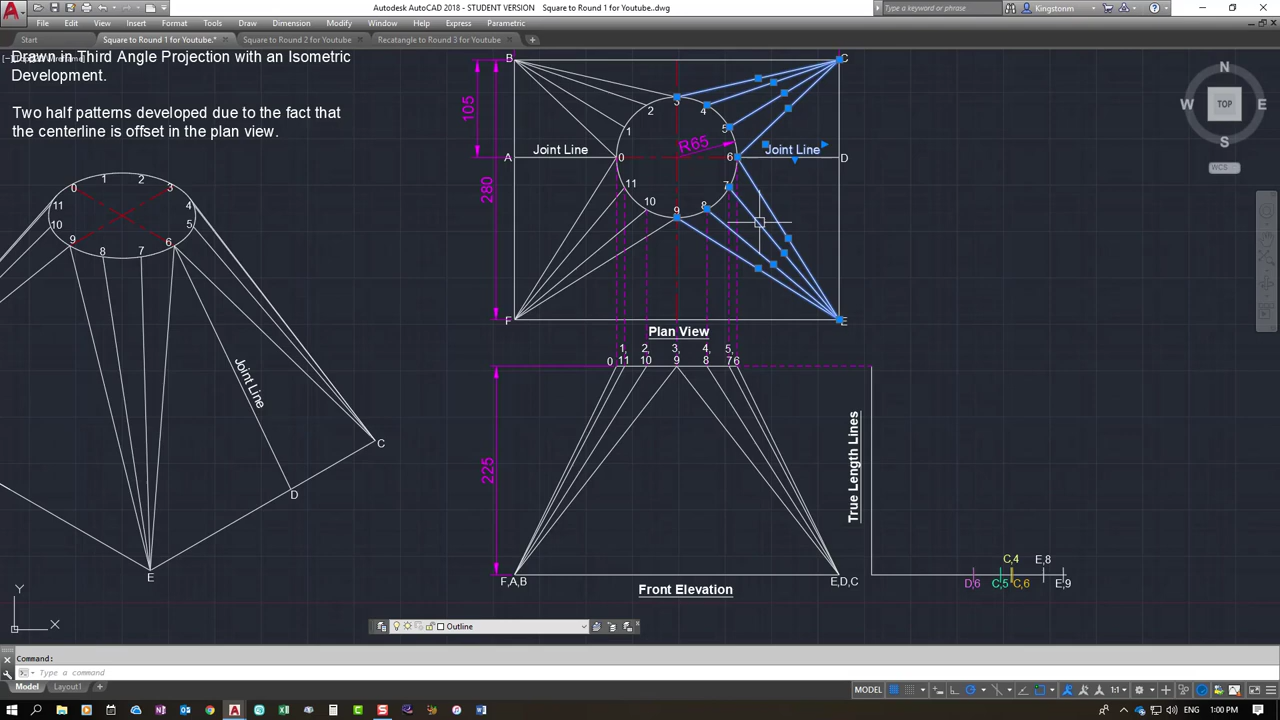 Autodesk AutoCAD 2018 - STUDENT VERSION Square to Round 1 for Youtube..dwg
Type a keyword or phrase
Kingstonm
File Edit View Insert Format Tools Draw Dimension Modify Window Help Express Parametric
Start
Square to Round 1 for Youtube.*
Square to Round 2 for Youtube
Recatangle to Round 3 for Youtube
Drawn in Third Angle Projection with an Isometric
Development.
Two half patterns developed due to the fact that
the centerline is offset in the plan view.
0 1 2 3 4 5 6 7 8 9 10 11
Joint Line
C
D
E
B
C
A
D
F
E
105
280
R65
Joint Line
Joint Line
0 1 2 3 4 5 6 7 8 9 10 11
Plan View
1, 2, 3, 4, 5,
0 11 10 9 8 7 6
225
True Length Lines
F,A,B
E,D,C
Front Elevation
C,4 E,8
D,6 C,5 C,6 E,9
N
W TOP E
S
WCS
Y
X
Outline
Command:
Type a command
Model Layout1
MODEL
1:1
ENG 1:00 PM